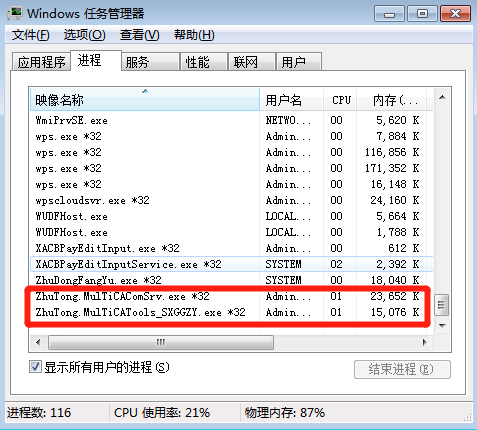 Windows 任务管理器
文件(F) 选项(O) 查看(V) 帮助(H)
应用程序 进程 服务 性能 联网 用户
映像名称 用户名 CPU 内存(...
WmiPrvSE.exe NETWO... 00 5,620 K
wps.exe *32 Admin... 00 7,884 K
wps.exe *32 Admin... 00 116,856 K
wps.exe *32 Admin... 00 171,352 K
wps.exe *32 Admin... 00 16,148 K
wpscloudsvr.exe *32 Admin... 00 24,160 K
WUDFHost.exe LOCAL... 00 5,664 K
WUDFHost.exe LOCAL... 00 1,788 K
XACBPayEditInput.exe *32 Admin... 00 612 K
XACBPayEditInputService.exe *32 SYSTEM 02 2,392 K
ZhuDongFangYu.exe *32 SYSTEM 00 18,040 K
ZhuTong.MulTiCAComSrv.exe *32 Admin... 01 23,652 K
ZhuTong.MulTiCATools_SXGGZY.exe *32 Admin... 01 15,076 K
显示所有用户的进程(S) 结束进程(E)
进程数: 116 CPU 使用率: 21% 物理内存: 87%